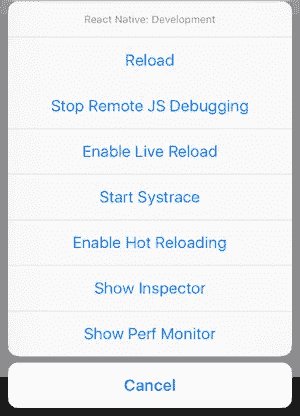 React Native: Development
Reload
Stop Remote JS Debugging
Enable Live Reload
Start Systrace
Enable Hot Reloading
Show Inspector
Show Perf Monitor
Cancel